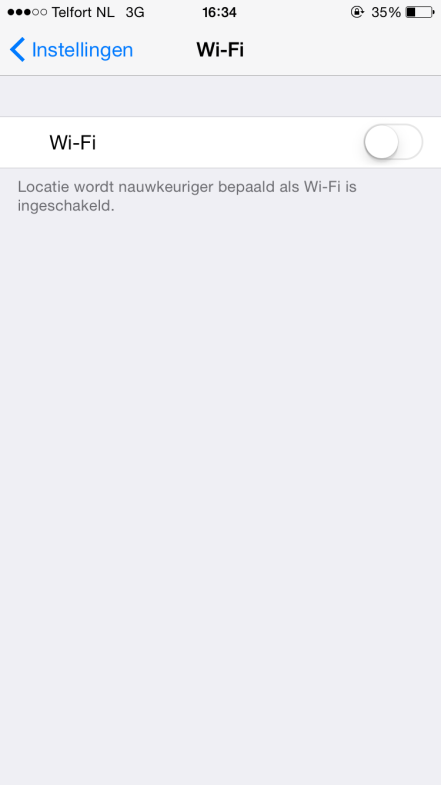 Telfort NL 3G 16:34 35%
Instellingen Wi-Fi
Wi-Fi
Locatie wordt nauwkeuriger bepaald als Wi-Fi is
ingeschakeld.